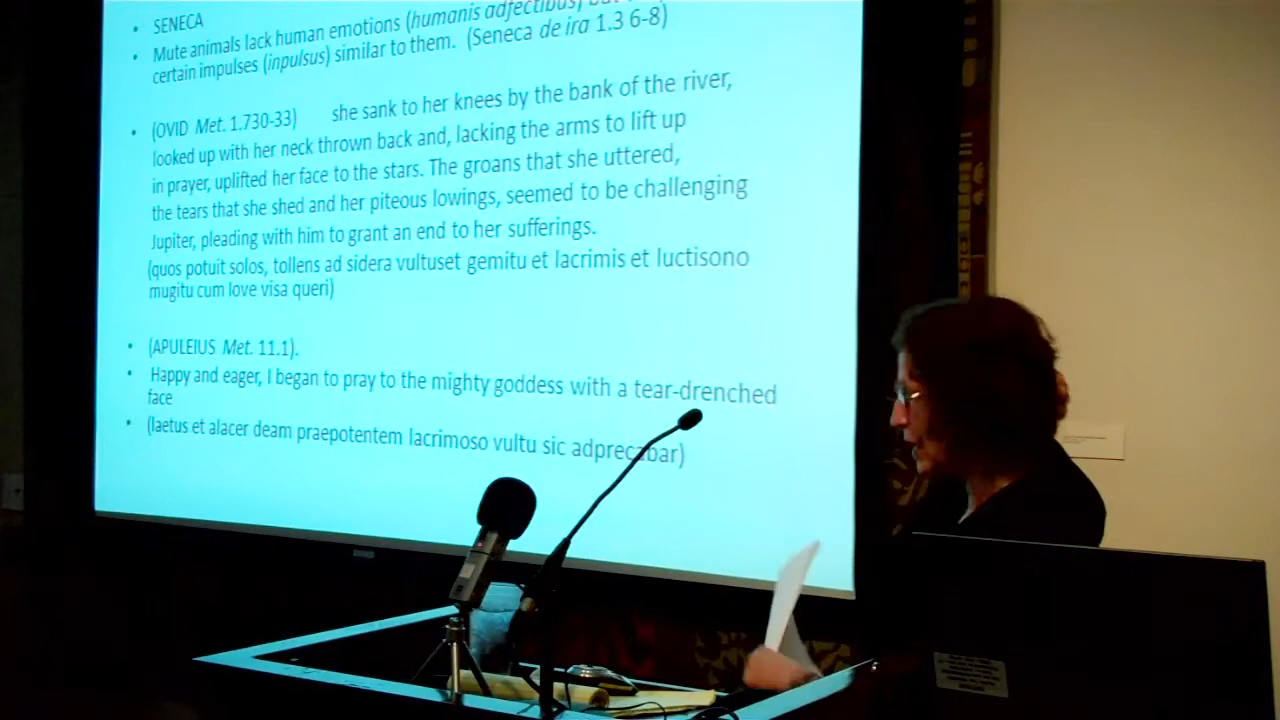 • SENECA
• Mute animals lack human emotions (humanis adfectibus) but
certain impulses (inpulsus) similar to them. (Seneca de ira 1.3 6-8)
• (OVID Met. 1.730-33) she sank to her knees by the bank of the river,
looked up with her neck thrown back and, lacking the arms to lift up
in prayer, uplifted her face to the stars. The groans that she uttered,
the tears that she shed and her piteous lowings, seemed to be challenging
Jupiter, pleading with him to grant an end to her sufferings.
(quos potuit solos, tollens ad sidera vultuset gemitu et lacrimis et luctisono
mugitu cum Iove visa queri)
• (APULEIUS Met. 11.1).
• Happy and eager, I began to pray to the mighty goddess with a tear-drenched
face
• (laetus et alacer deam praepotentem lacrimoso vultu sic adprecabar)